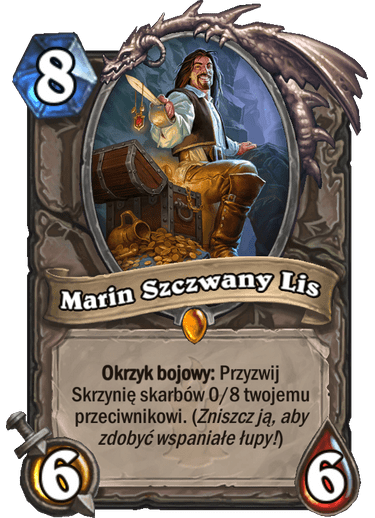 8
Marin Szczwany Lis
Okrzyk bojowy: Przyzwij
Skrzynię skarbów 0/8 twojemu
przeciwnikowi. (Zniszcz ją, aby
zdobyć wspaniałe łupy!)
6
6